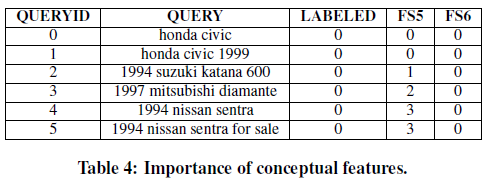 QUERYID QUERY LABELED FS5 FS6
0 honda civic 0 0 0
1 honda civic 1999 0 0 0
2 1994 suzuki katana 600 0 1 0
3 1997 mitsubishi diamante 0 2 0
4 1994 nissan sentra 0 3 0
5 1994 nissan sentra for sale 0 3 0
Table 4: Importance of conceptual features.